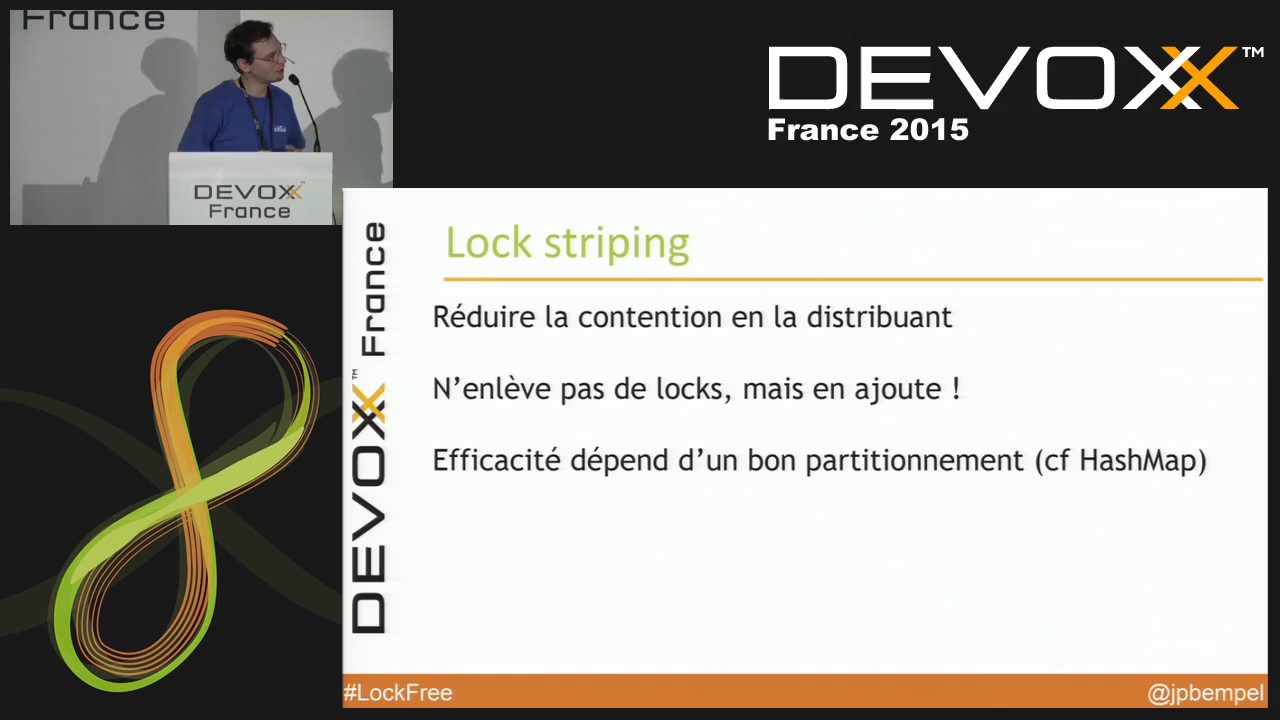 France
DEVOXX
France
DEVOXX™
France 2015
DEVOXX™ France
Lock striping
Réduire la contention en la distribuant
N’enlève pas de locks, mais en ajoute !
Efficacité dépend d’un bon partitionnement (cf HashMap)
#LockFree
@jpbempel